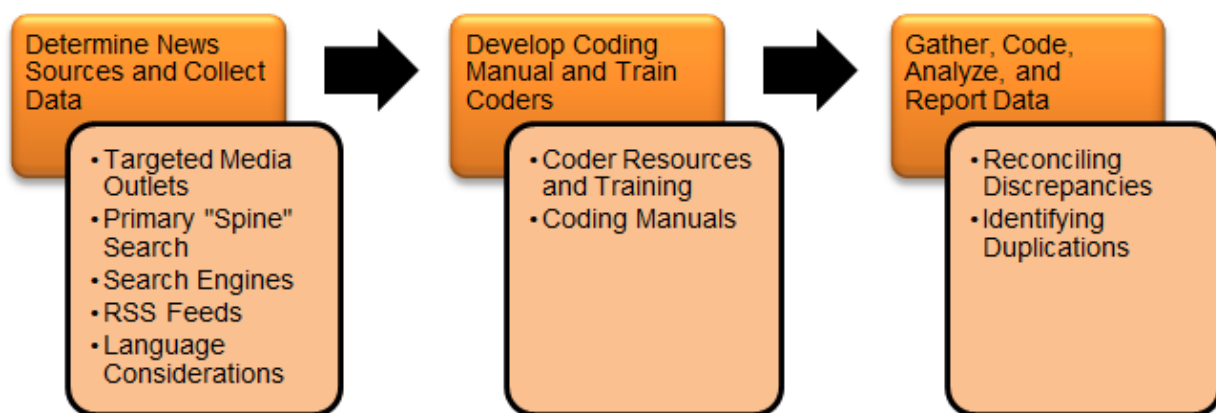 Determine News
Sources and Collect
Data
• Targeted Media
Outlets
• Primary "Spine"
Search
• Search Engines
• RSS Feeds
• Language
Considerations
Develop Coding
Manual and Train
Coders
• Coder Resources
and Training
• Coding Manuals
Gather, Code,
Analyze, and
Report Data
• Reconciling
Discrepancies
• Identifying
Duplications